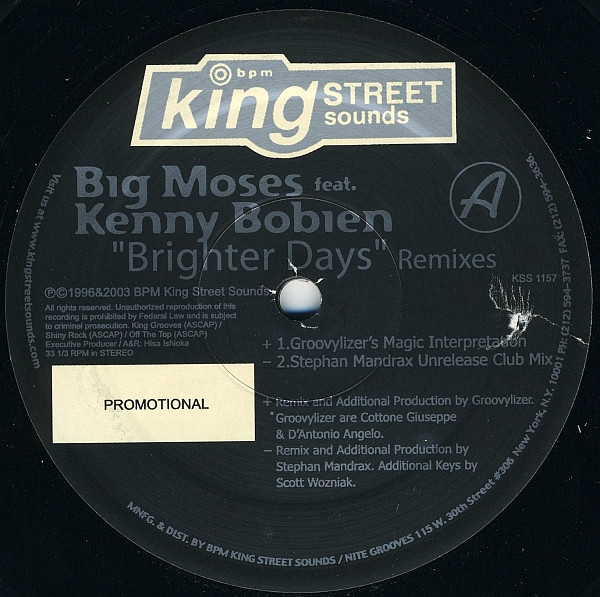 bpm
king STREET
sounds
Big Moses feat.
Kenny Bobien
"Brighter Days" Remixes
A
KSS 1157
℗©1996&2003 BPM King Street Sounds
All rights reserved. Unauthorized reproduction of this
recording is prohibited by Federal Law and is subject
to criminal prosecution. King Grooves (ASCAP) /
Shiny Rock (ASCAP) / Off The Top (ASCAP)
Executive Producer / A&R: Hisa Ishioka
33 1/3 RPM in STEREO
+ 1.Groovylizer's Magic Interpretation
– 2.Stephan Mandrax Unrelease Club Mix
PROMOTIONAL
+ Remix and Additional Production by Groovylizer.
Groovylizer are Cottone Giuseppe
& D'Antonio Angelo.
– Remix and Additional Production by
Stephan Mandrax. Additional Keys by
Scott Wozniak.
Visit us at www.kingstreetsounds.com
MNFG. & DIST. BY BPM KING STREET SOUNDS / NITE GROOVES 115 W. 30th Street #306 New York, N.Y. 10001 PH: (212) 594-3737 FAX: (212) 594-3636.